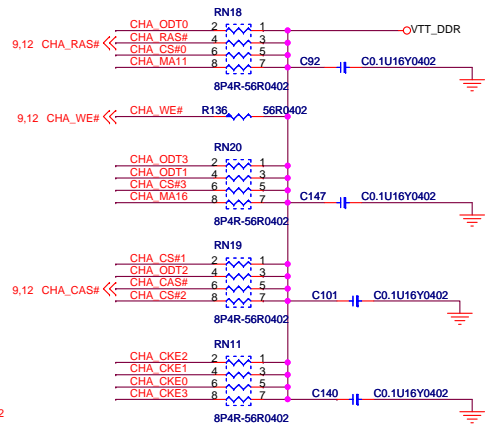 RN18
CHA_ODT0 2 1 VTT_DDR
9,12 CHA_RAS# CHA_RAS# 4 3
CHA_CS#0 6 5
CHA_MA11 8 7 C92 C0.1U16Y0402
8P4R-56R0402
9,12 CHA_WE# CHA_WE# R136 56R0402
RN20
CHA_ODT3 2 1
CHA_ODT1 4 3
CHA_CS#3 6 5
CHA_MA16 8 7 C147 C0.1U16Y0402
8P4R-56R0402
RN19
CHA_CS#1 2 1
CHA_ODT2 4 3
9,12 CHA_CAS# CHA_CAS# 6 5
CHA_CS#2 8 7 C101 C0.1U16Y0402
8P4R-56R0402
RN11
CHA_CKE2 2 1
CHA_CKE1 4 3
CHA_CKE0 6 5
CHA_CKE3 8 7 C140 C0.1U16Y0402
2
8P4R-56R0402